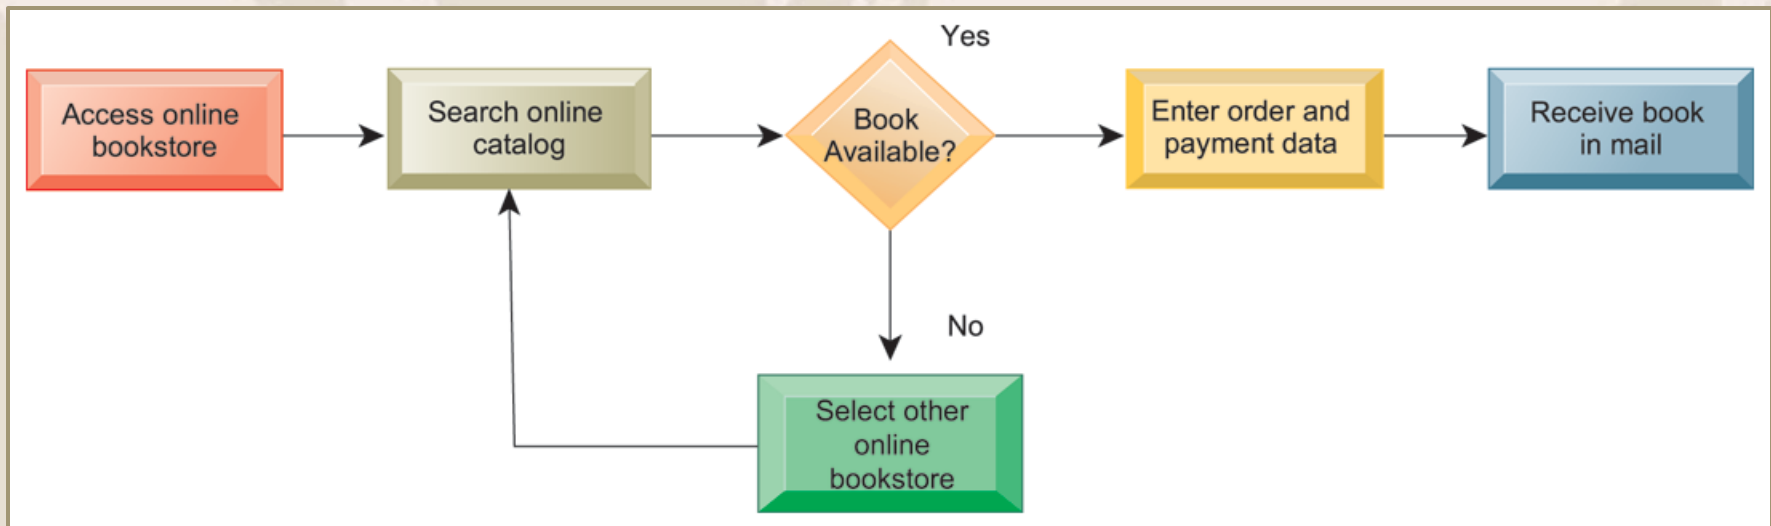 Access online
bookstore
Search online
catalog
Book
Available?
Yes
Enter order and
payment data
Receive book
in mail
No
Select other
online
bookstore